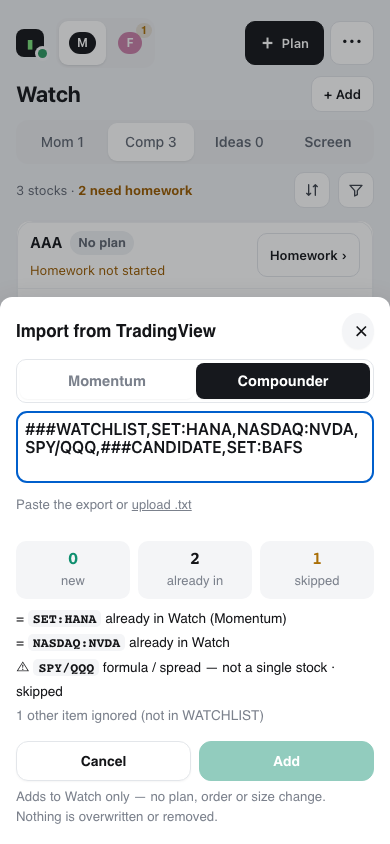 M
F
1
+ Plan
...
Watch
+ Add
Mom 1
Comp 3
Ideas 0
Screen
3 stocks · 2 need homework
AAA
No plan
Homework not started
Homework ›
Import from TradingView
×
Momentum
Compounder
###WATCHLIST,SET:HANA,NASDAQ:NVDA,
SPY/QQQ,###CANDIDATE,SET:BAFS
Paste the export or upload .txt
0
new
2
already in
1
skipped
= SET:HANA already in Watch (Momentum)
= NASDAQ:NVDA already in Watch
⚠ SPY/QQQ formula / spread — not a single stock ·
skipped
1 other item ignored (not in WATCHLIST)
Cancel
Add
Adds to Watch only — no plan, order or size change.
Nothing is overwritten or removed.